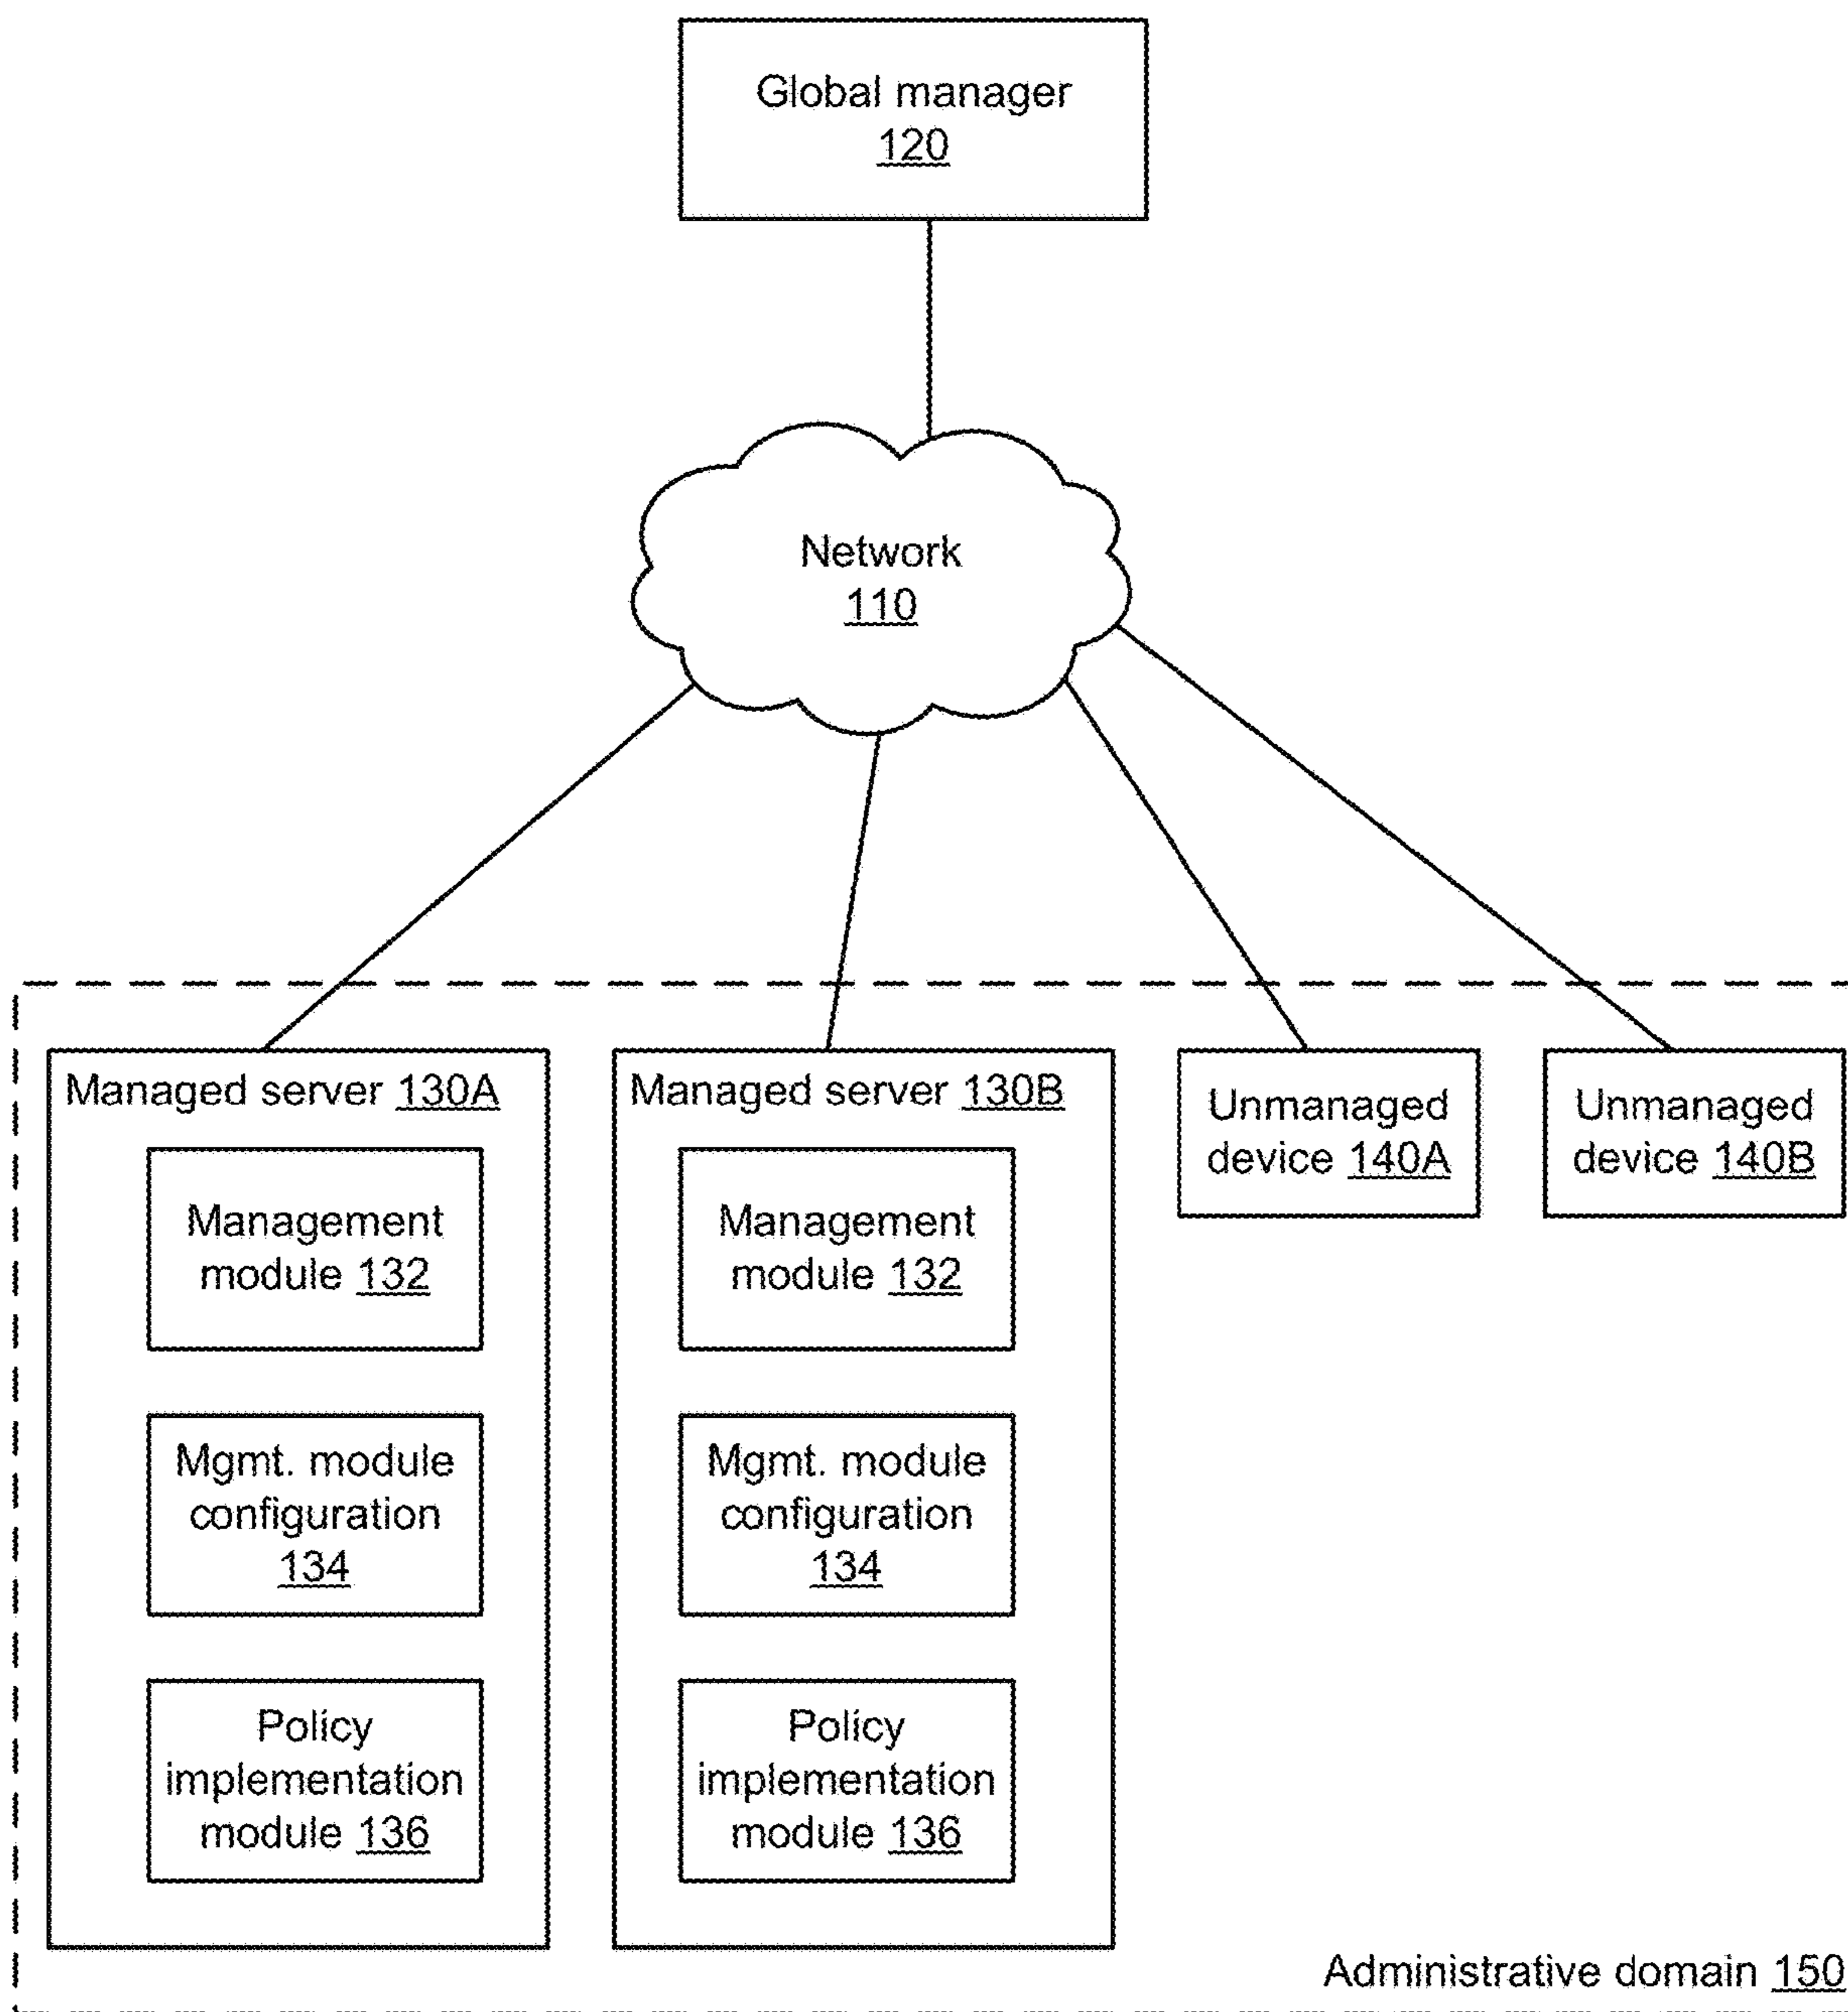 Global manager
120
Network
110
Managed server 130A
Management
module 132
Mgmt. module
configuration
134
Policy
implementation
module 136
Managed server 130B
Management
module 132
Mgmt. module
configuration
134
Policy
implementation
module 136
Unmanaged
device 140A
Unmanaged
device 140B
Administrative domain 150